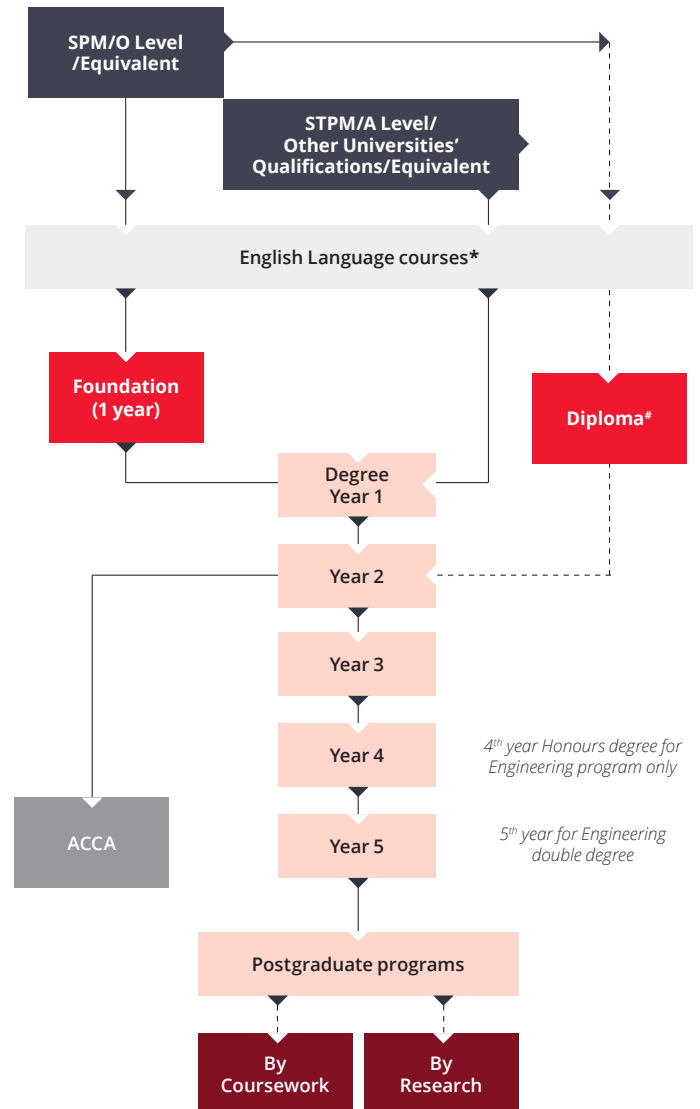 SPM/O Level
/Equivalent
STPM/A Level/
Other Universities'
Qualifications/Equivalent
English Language courses*
Foundation
(1 year)
Diploma#
Degree
Year 1
Year 2
Year 3
Year 4
4th year Honours degree for
Engineering program only
ACCA
Year 5
5th year for Engineering
double degree
Postgraduate programs
By
Coursework
By
Research